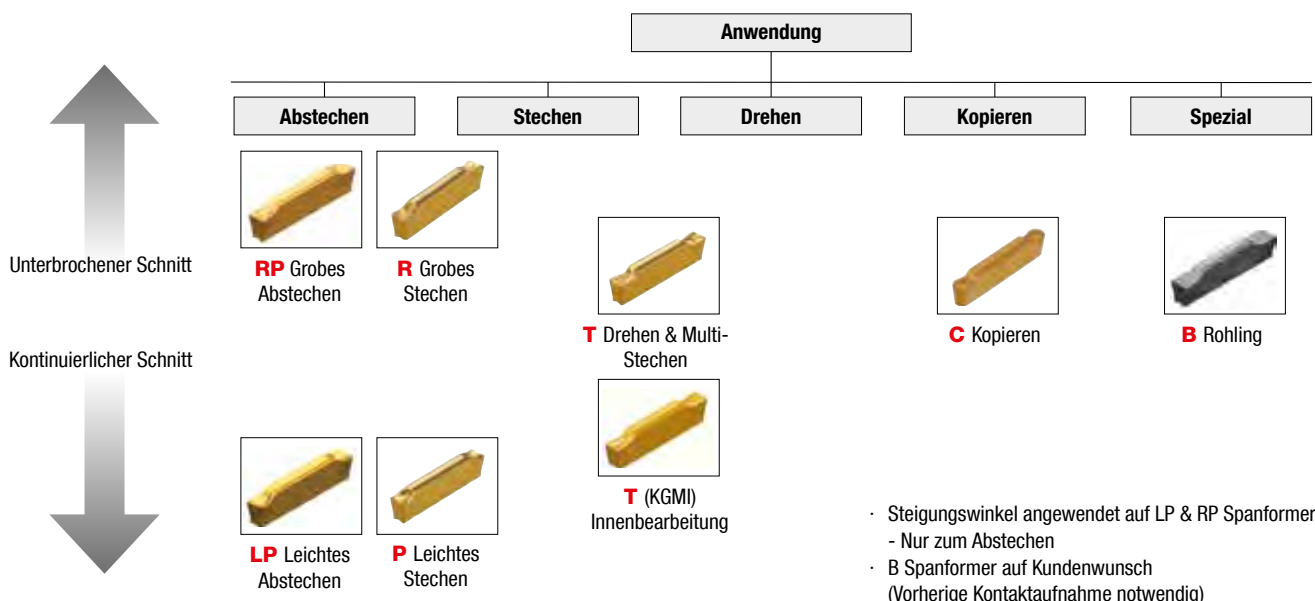 Anwendung
Abstechen
Stechen
Drehen
Kopieren
Spezial
Unterbrochener Schnitt
RP Grobes
Abstechen
R Grobes
Stechen
T Drehen & Multi-
Stechen
C Kopieren
B Rohling
Kontinuierlicher Schnitt
T (KGMI)
Innenbearbeitung
LP Leichtes
Abstechen
P Leichtes
Stechen
· Steigungswinkel angewendet auf LP & RP Spanformer
- Nur zum Abstechen
· B Spanformer auf Kundenwunsch
(Vorherige Kontaktaufnahme notwendig)